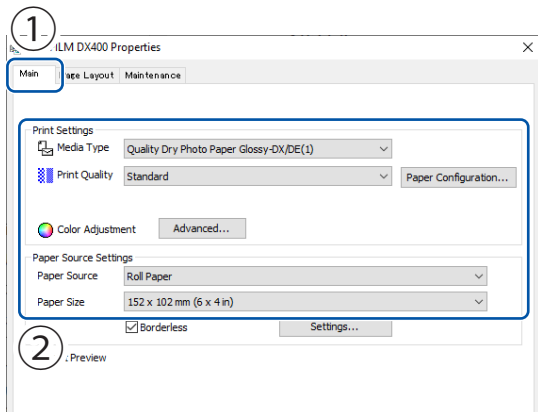 1
ILM DX400 Properties
Main Page Layout Maintenance
Print Settings
Media Type Quality Dry Photo Paper Glossy-DX/DE(1)
Print Quality Standard Paper Configuration...
Color Adjustment Advanced...
Paper Source Settings
Paper Source Roll Paper
Paper Size 152 x 102 mm (6 x 4 in)
Borderless Settings...
2
Preview